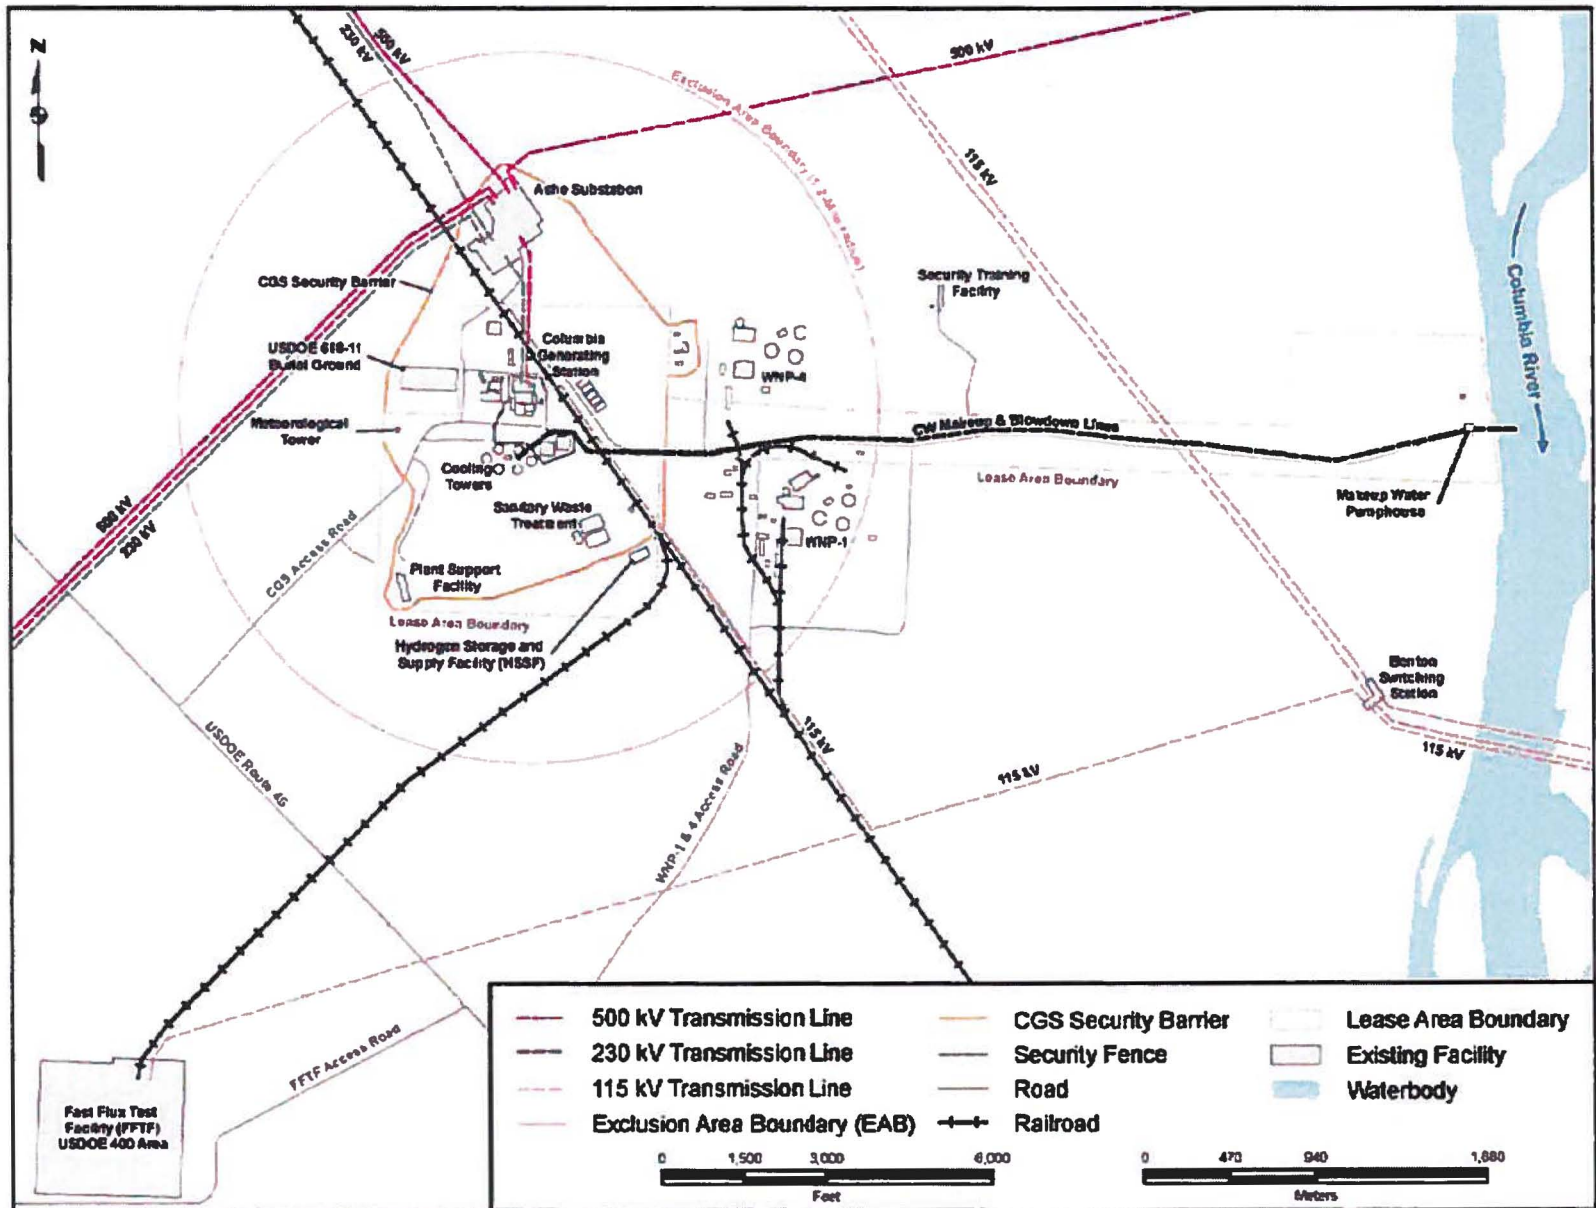 N
230 kV
500 kV
500 kV
Exclusion Area Boundary (1.2-Mile radius)
115 kV
Ashe Substation
CGS Security Barrier
Security Training
Facility
Columbia River
USDOE 618-11
Burial Ground
Columbia
Generating
Station
WNP-4
Meteorological
Tower
CW Makeup & Blowdown Lines
Cooling
Towers
Lease Area Boundary
Makeup Water
Pumphouse
500 kV
230 kV
Sanitary Waste
Treatment
CGS Access Road
WNP-1
Plant Support
Facility
Lease Area Boundary
Hydrogen Storage and
Supply Facility (HSSF)
Benton
Switching
Station
USDOE Route 4S
115 kV
115 kV
115 kV
WNP-1 & 4 Access Road
FFTF Access Road
Fast Flux Test
Facility (FFTF)
USDOE 400 Area
500 kV Transmission Line
230 kV Transmission Line
115 kV Transmission Line
Exclusion Area Boundary (EAB)
CGS Security Barrier
Security Fence
Road
Railroad
Lease Area Boundary
Existing Facility
Waterbody
0 1,500 3,000 6,000
Feet
0 470 940 1,880
Meters